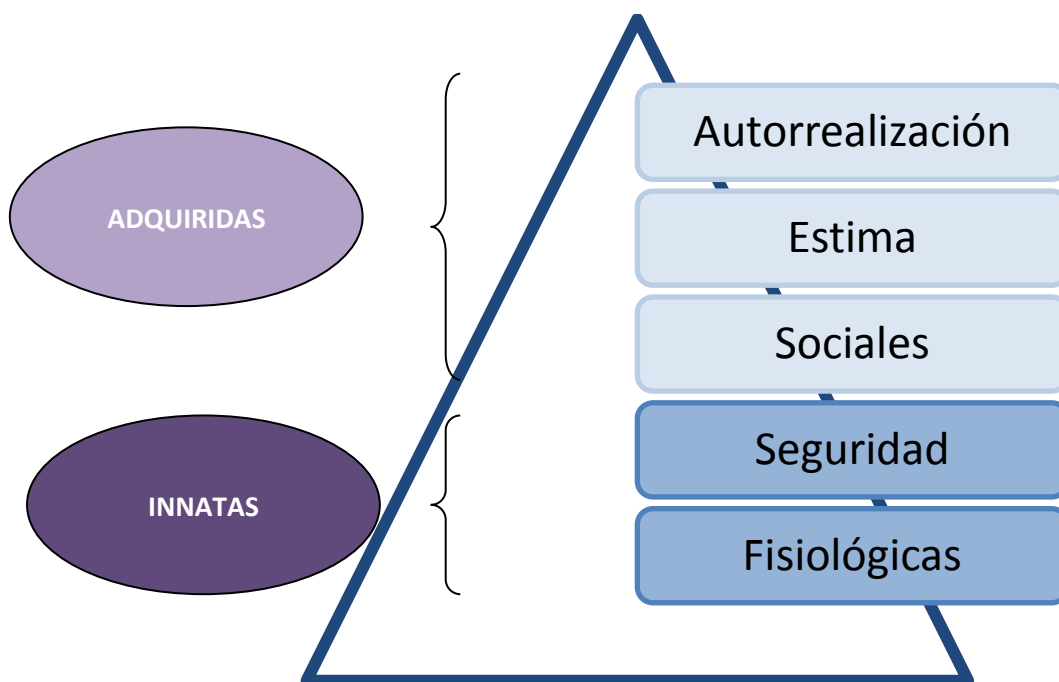 Autorrealización
ADQUIRIDAS
Estima
Sociales
Seguridad
INNATAS
Fisiológicas